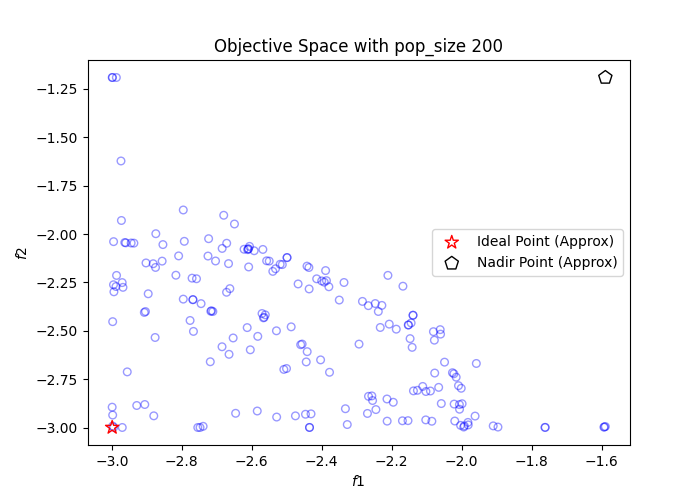 Objective Space with pop_size 200
−1.25
−1.50
−1.75
−2.00
−2.25
−2.50
−2.75
−3.00
f2
Ideal Point (Approx)
Nadir Point (Approx)
−3.0 −2.8 −2.6 −2.4 −2.2 −2.0 −1.8 −1.6
f1